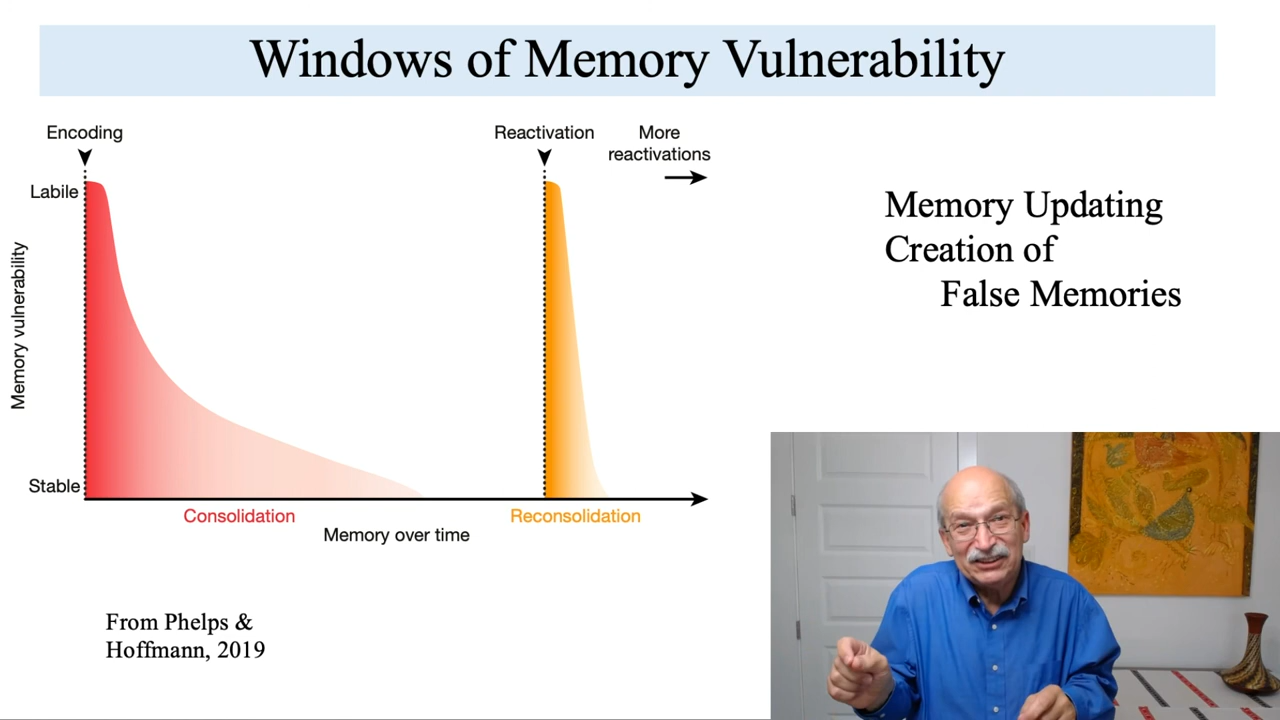 Windows of Memory Vulnerability
Encoding
Reactivation
More
reactivations
Labile
Memory vulnerability
Stable
Consolidation
Reconsolidation
Memory over time
Memory Updating
Creation of
False Memories
From Phelps &
Hoffmann, 2019